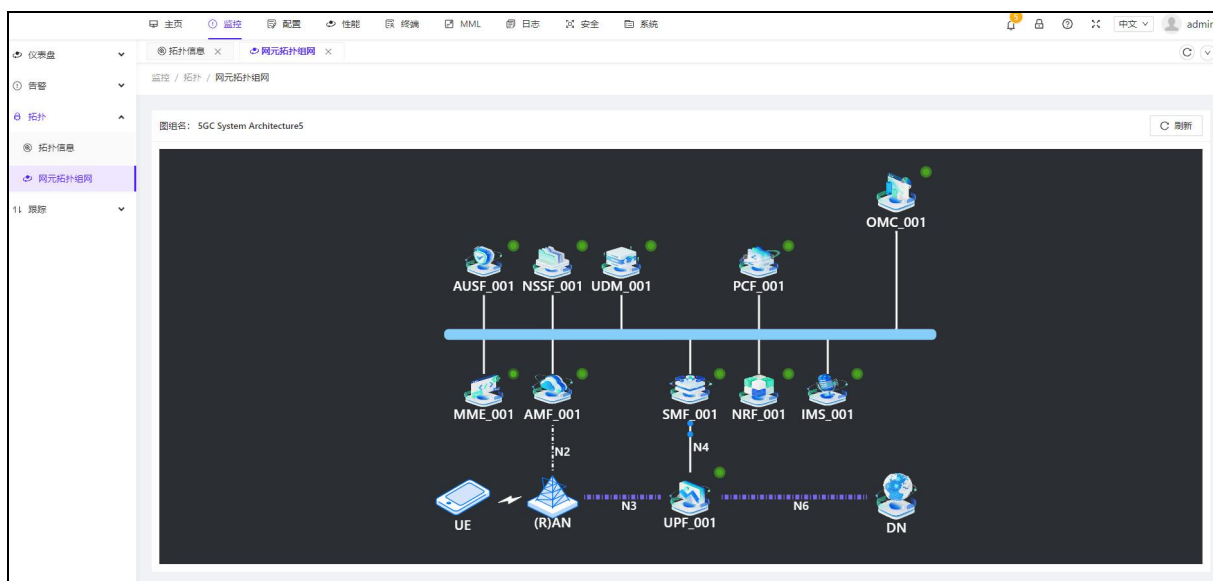 主页 监控 配置 性能 终端 MML 日志 安全 系统 5 中文 admin
仪表盘 拓扑信息 网元拓扑组网
告警 监控 / 拓扑 / 网元拓扑组网
拓扑 图组名: 5GC System Architecture5 刷新
拓扑信息
网元拓扑组网
跟踪
OMC_001
AUSF_001 NSSF_001 UDM_001 PCF_001
MME_001 AMF_001 SMF_001 NRF_001 IMS_001
N2 N4
N3 N6
UE (R)AN UPF_001 DN